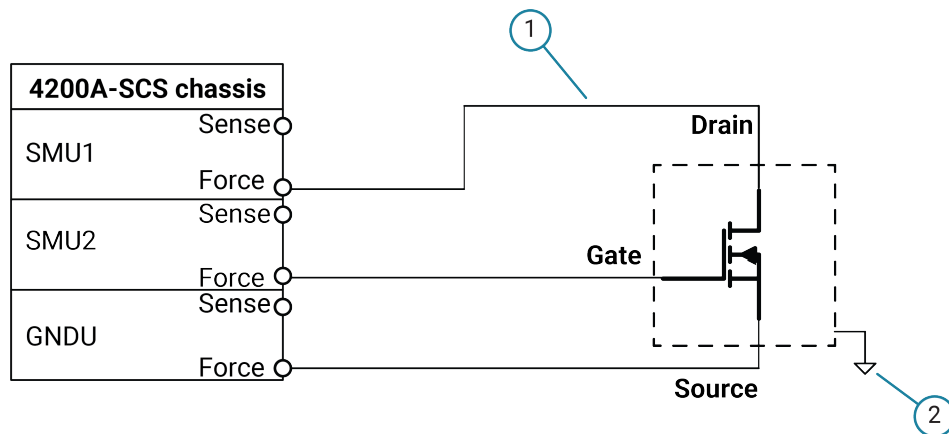 1
4200A-SCS chassis
Sense
SMU1
Force
Drain
Sense
SMU2
Force
Gate
Sense
GNDU
Force
Source
2